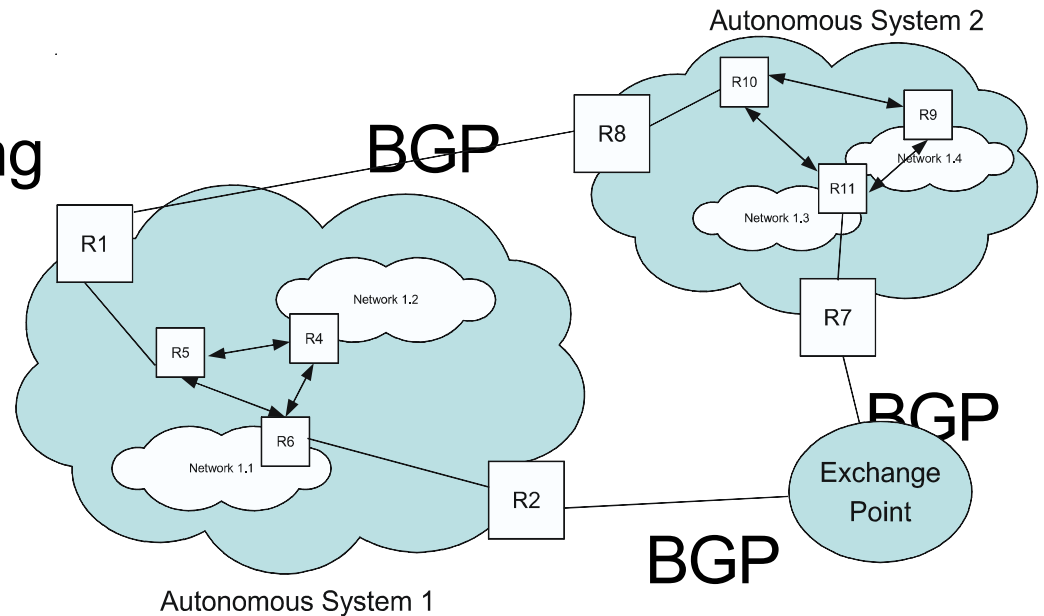 Autonomous System 2
R10
R9
R8
BGP
ng
Network 1.4
R11
Network 1.3
R1
Network 1.2
R7
R4
R5
BGP
R6
Network 1.1
Exchange
Point
R2
BGP
Autonomous System 1